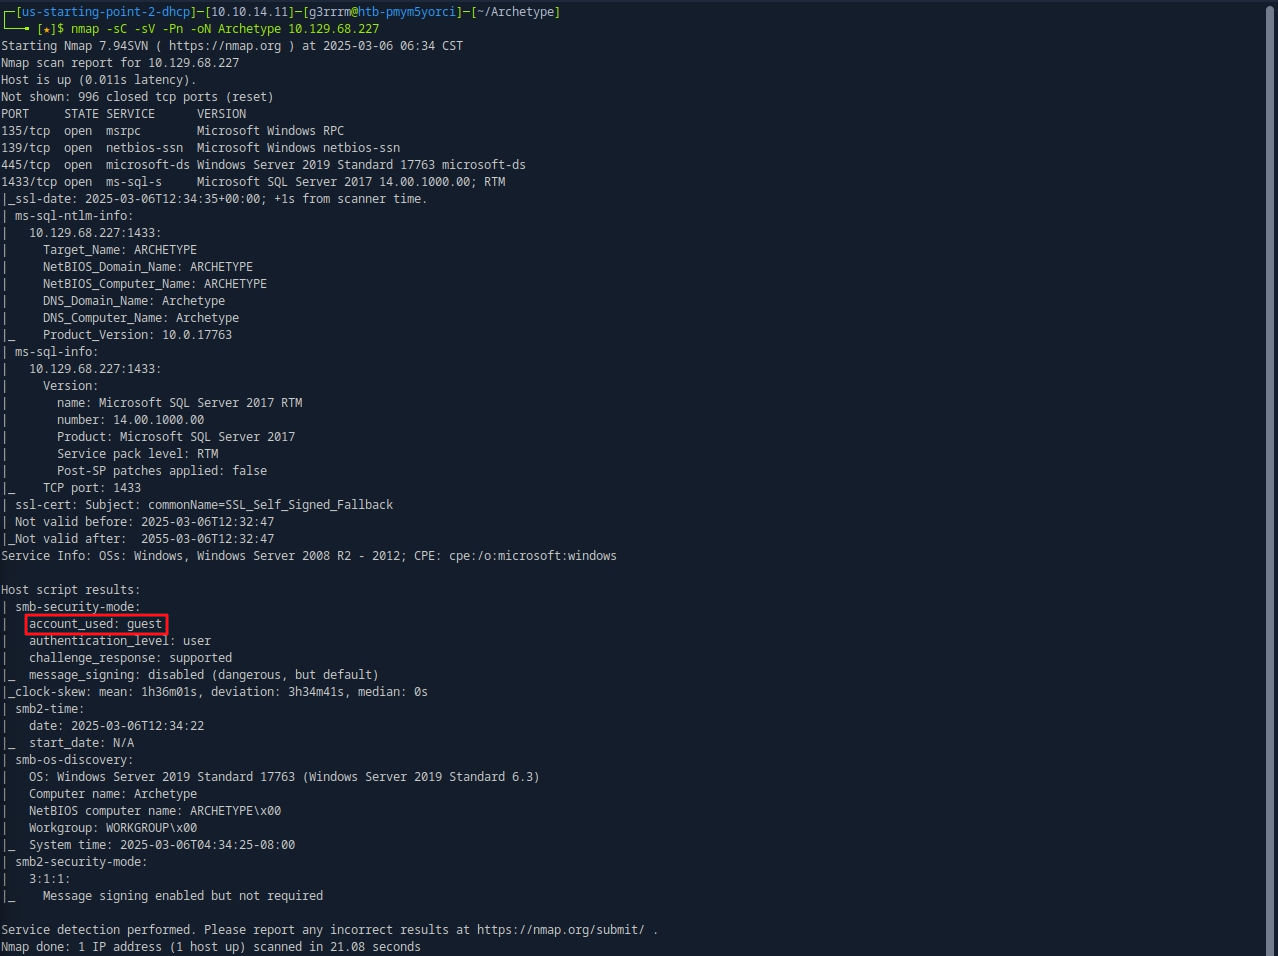 ┌─[us-starting-point-2-dhcp]─[10.10.14.11]─[g3rrrm@htb-pmym5yorci]─[~/Archetype]
└──╼ [★]$ nmap -sC -sV -Pn -oN Archetype 10.129.68.227
Starting Nmap 7.94SVN ( https://nmap.org ) at 2025-03-06 06:34 CST
Nmap scan report for 10.129.68.227
Host is up (0.011s latency).
Not shown: 996 closed tcp ports (reset)
PORT     STATE SERVICE      VERSION
135/tcp  open  msrpc        Microsoft Windows RPC
139/tcp  open  netbios-ssn  Microsoft Windows netbios-ssn
445/tcp  open  microsoft-ds Windows Server 2019 Standard 17763 microsoft-ds
1433/tcp open  ms-sql-s     Microsoft SQL Server 2017 14.00.1000.00; RTM
|_ssl-date: 2025-03-06T12:34:35+00:00; +1s from scanner time.
| ms-sql-ntlm-info:
|   10.129.68.227:1433:
|     Target_Name: ARCHETYPE
|     NetBIOS_Domain_Name: ARCHETYPE
|     NetBIOS_Computer_Name: ARCHETYPE
|     DNS_Domain_Name: Archetype
|     DNS_Computer_Name: Archetype
|_    Product_Version: 10.0.17763
| ms-sql-info:
|   10.129.68.227:1433:
|     Version:
|       name: Microsoft SQL Server 2017 RTM
|       number: 14.00.1000.00
|       Product: Microsoft SQL Server 2017
|       Service pack level: RTM
|       Post-SP patches applied: false
|_    TCP port: 1433
| ssl-cert: Subject: commonName=SSL_Self_Signed_Fallback
| Not valid before: 2025-03-06T12:32:47
|_Not valid after:  2055-03-06T12:32:47
Service Info: OSs: Windows, Windows Server 2008 R2 - 2012; CPE: cpe:/o:microsoft:windows

Host script results:
| smb-security-mode:
|   account_used: guest
|   authentication_level: user
|   challenge_response: supported
|_  message_signing: disabled (dangerous, but default)
|_clock-skew: mean: 1h36m01s, deviation: 3h34m41s, median: 0s
| smb2-time:
|   date: 2025-03-06T12:34:22
|_  start_date: N/A
| smb-os-discovery:
|   OS: Windows Server 2019 Standard 17763 (Windows Server 2019 Standard 6.3)
|   Computer name: Archetype
|   NetBIOS computer name: ARCHETYPE\x00
|   Workgroup: WORKGROUP\x00
|_  System time: 2025-03-06T04:34:25-08:00
| smb2-security-mode:
|   3:1:1:
|_    Message signing enabled but not required

Service detection performed. Please report any incorrect results at https://nmap.org/submit/ .
Nmap done: 1 IP address (1 host up) scanned in 21.08 seconds